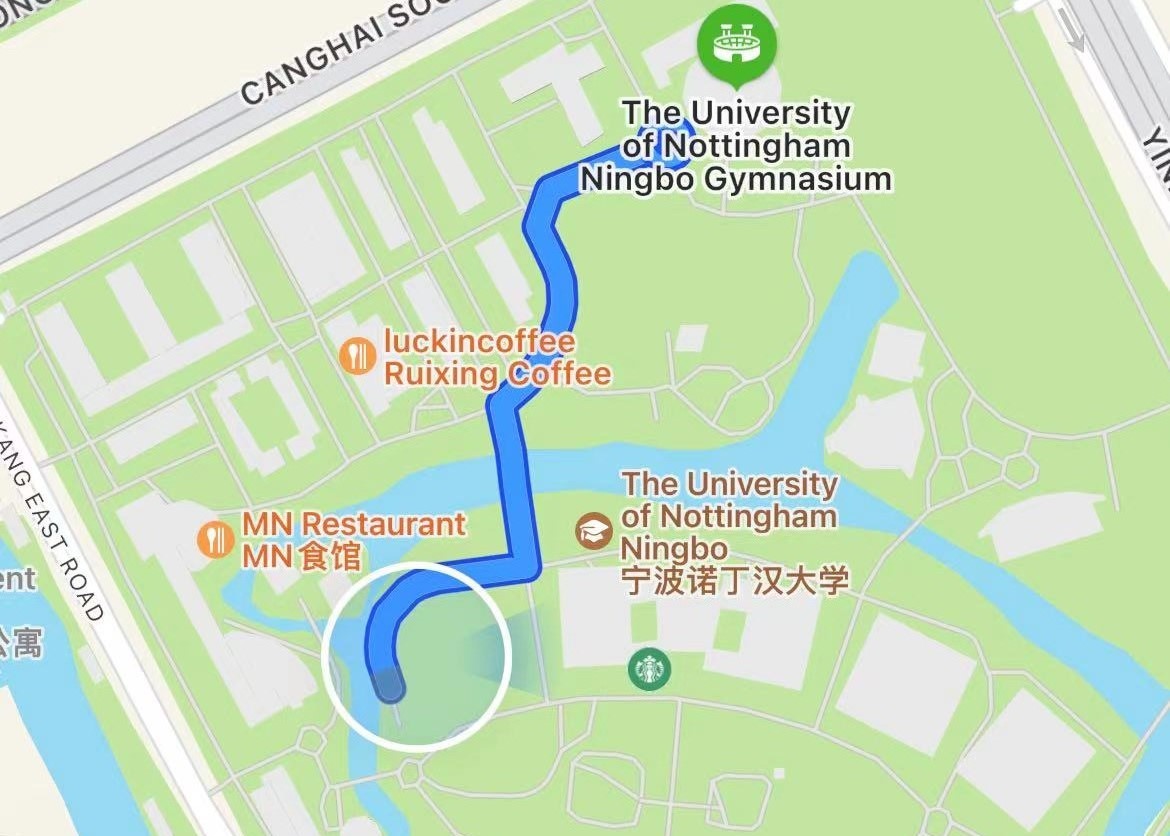 CANGHAI SOU
The University
of Nottingham
Ningbo Gymnasium
YIN
luckincoffee
Ruixing Coffee
KANG EAST ROAD
The University
of Nottingham
Ningbo
宁波诺丁汉大学
MN Restaurant
MN 食馆
ent
公寓